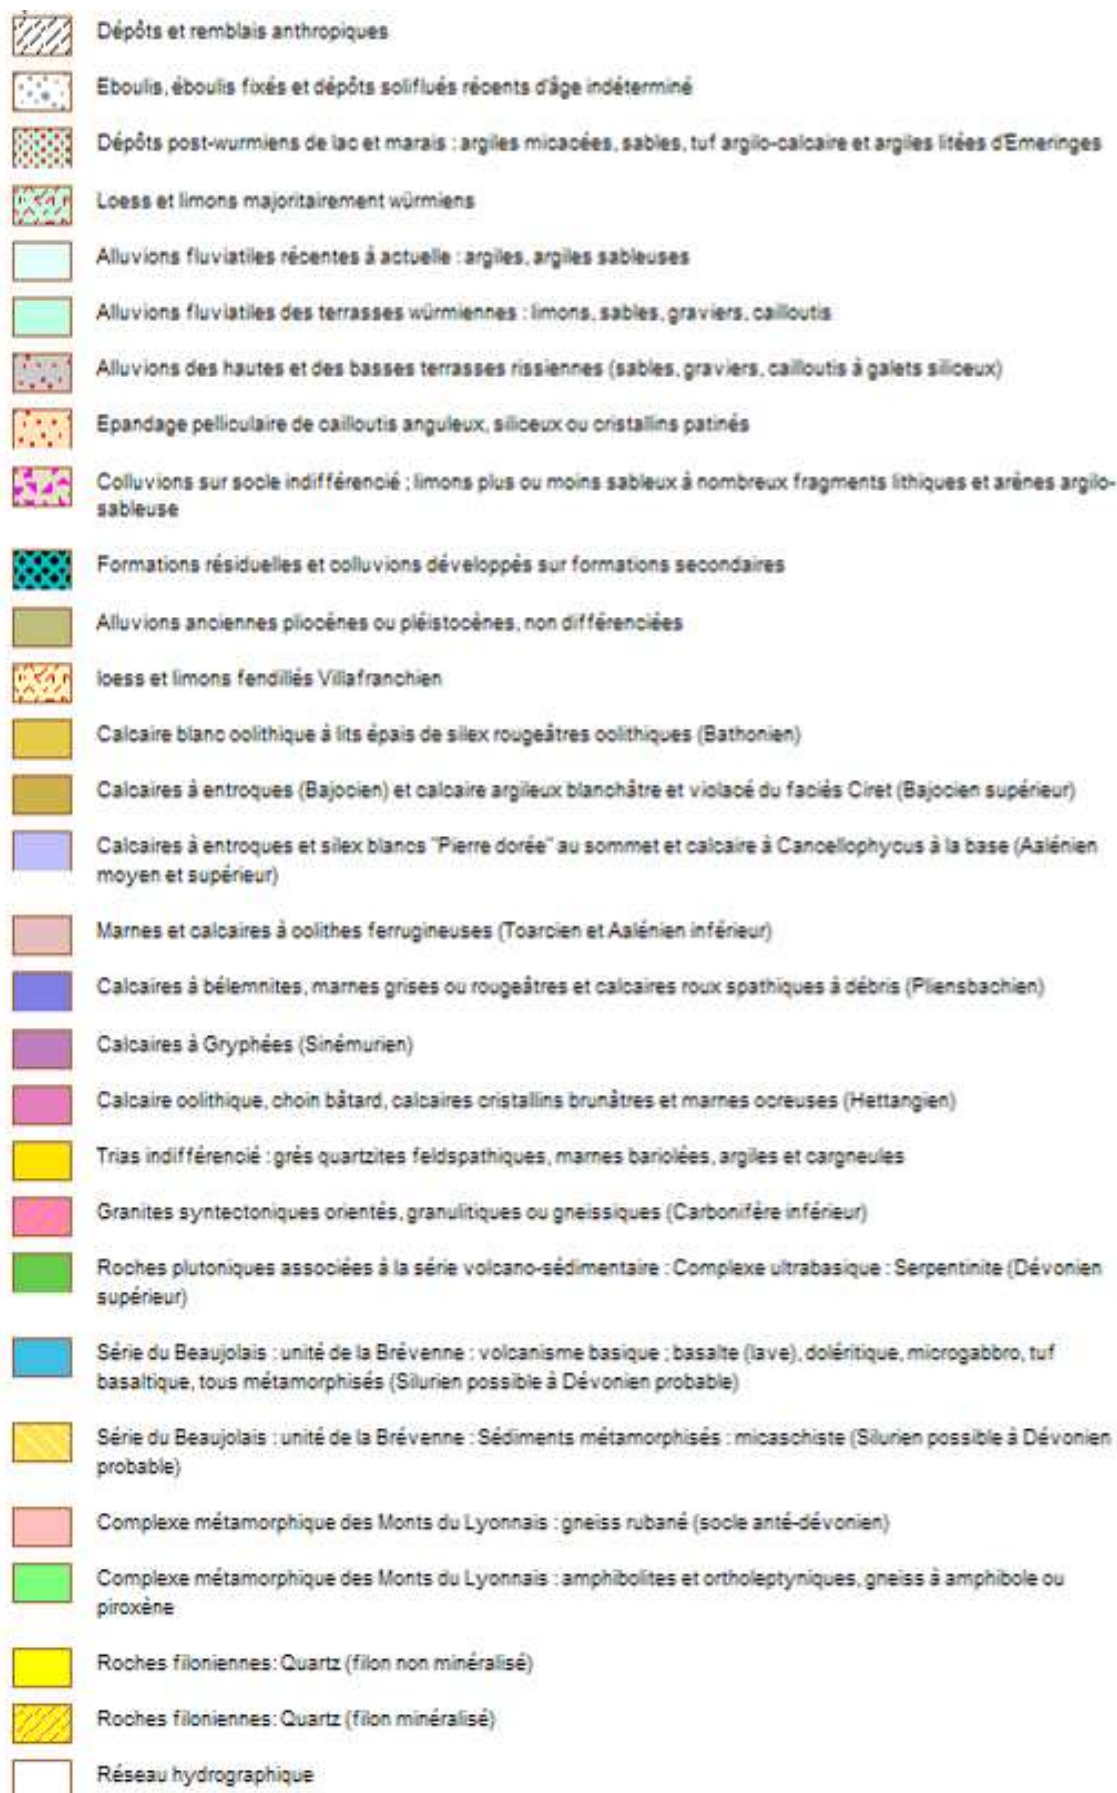 Dépôts et remblais anthropiques
Eboulis, éboulis fixés et dépôts soliflués récents d'âge indéterminé
Dépôts post-wurmiens de lac et marais : argiles micacées, sables, tuf argilo-calcaire et argiles litées d'Emeringes
Loess et limons majoritairement würmiens
Alluvions fluviatiles récentes à actuelle : argiles, argiles sableuses
Alluvions fluviatiles des terrasses würmiennes : limons, sables, graviers, cailloutis
Alluvions des hautes et des basses terrasses rissiennes (sables, graviers, cailloutis à galets siliceux)
Epandage pelliculaire de cailloutis anguleux, siliceux ou cristallins patinés
Colluvions sur socle indifférencié ; limons plus ou moins sableux à nombreux fragments lithiques et arènes argilo-
sableuse
Formations résiduelles et colluvions développés sur formations secondaires
Alluvions anciennes pliocènes ou pléistocènes, non différenciées
loess et limons fendillés Villafranchien
Calcaire blanc oolithique à lits épais de silex rougeâtres oolithiques (Bathonien)
Calcaires à entroques (Bajocien) et calcaire argileux blanchâtre et violacé du faciés Ciret (Bajocien supérieur)
Calcaires à entroques et silex blancs "Pierre dorée" au sommet et calcaire à Cancellophycus à la base (Aalénien
moyen et supérieur)
Marnes et calcaires à oolithes ferrugineuses (Toarcien et Aalénien inférieur)
Calcaires à bélemnites, marnes grises ou rougeâtres et calcaires roux spathiques à débris (Pliensbachien)
Calcaires à Gryphées (Sinémurien)
Calcaire oolithique, choin bâtard, calcaires cristallins brunâtres et marnes ocreuses (Hettangien)
Trias indifférencié : grés quartzites feldspathiques, marnes bariolées, argiles et cargneules
Granites syntectoniques orientés, granulitiques ou gneissiques (Carbonifére inférieur)
Roches plutoniques associées à la série volcano-sédimentaire : Complexe ultrabasique : Serpentinite (Dévonien
supérieur)
Série du Beaujolais : unité de la Brévenne : volcanisme basique ; basalte (lave), doléritique, microgabbro, tuf
basaltique, tous métamorphisés (Silurien possible à Dévonien probable)
Série du Beaujolais : unité de la Brévenne : Sédiments métamorphisés : micaschiste (Silurien possible à Dévonien
probable)
Complexe métamorphique des Monts du Lyonnais : gneiss rubané (socle anté-dévonien)
Complexe métamorphique des Monts du Lyonnais : amphibolites et ortholeptyniques, gneiss à amphibole ou
piroxène
Roches filoniennes: Quartz (filon non minéralisé)
Roches filoniennes: Quartz (filon minéralisé)
Réseau hydrographique